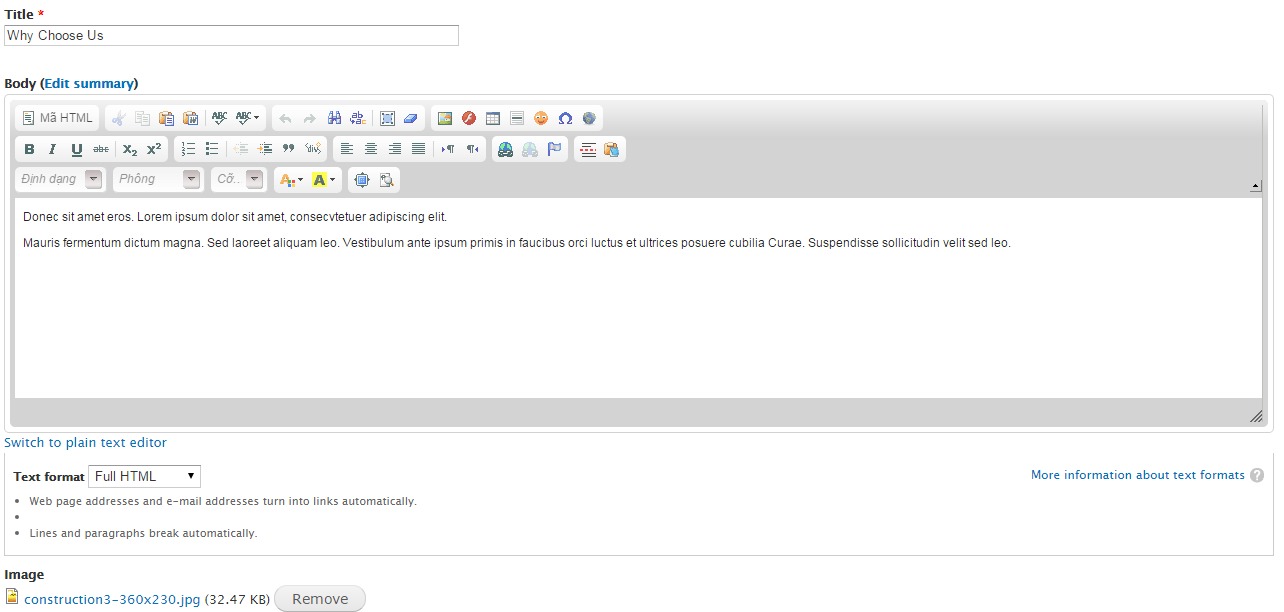 Title *
Why Choose Us
Body (Edit summary)
Mã HTML
ABC ABC
B I U abc X₂ X²
Định dạng Phông Cỡ..
A A
Donec sit amet eros. Lorem ipsum dolor sit amet, consecvtetuer adipiscing elit.
Mauris fermentum dictum magna. Sed laoreet aliquam leo. Vestibulum ante ipsum primis in faucibus orci luctus et ultrices posuere cubilia Curae. Suspendisse sollicitudin velit sed leo.
Switch to plain text editor
Text format Full HTML
More information about text formats ?
Web page addresses and e-mail addresses turn into links automatically.
Lines and paragraphs break automatically.
Image
construction3-360x230.jpg (32.47 KB) Remove